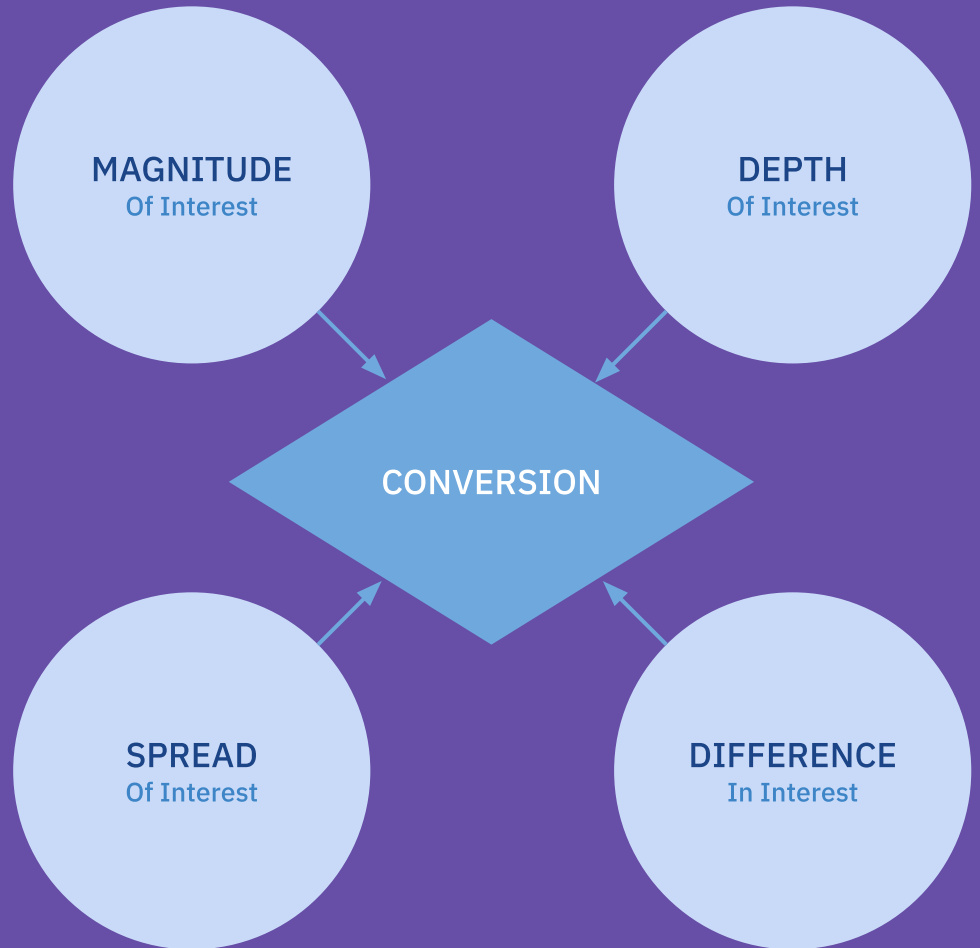 MAGNITUDE
Of Interest
DEPTH
Of Interest
CONVERSION
SPREAD
Of Interest
DIFFERENCE
In Interest